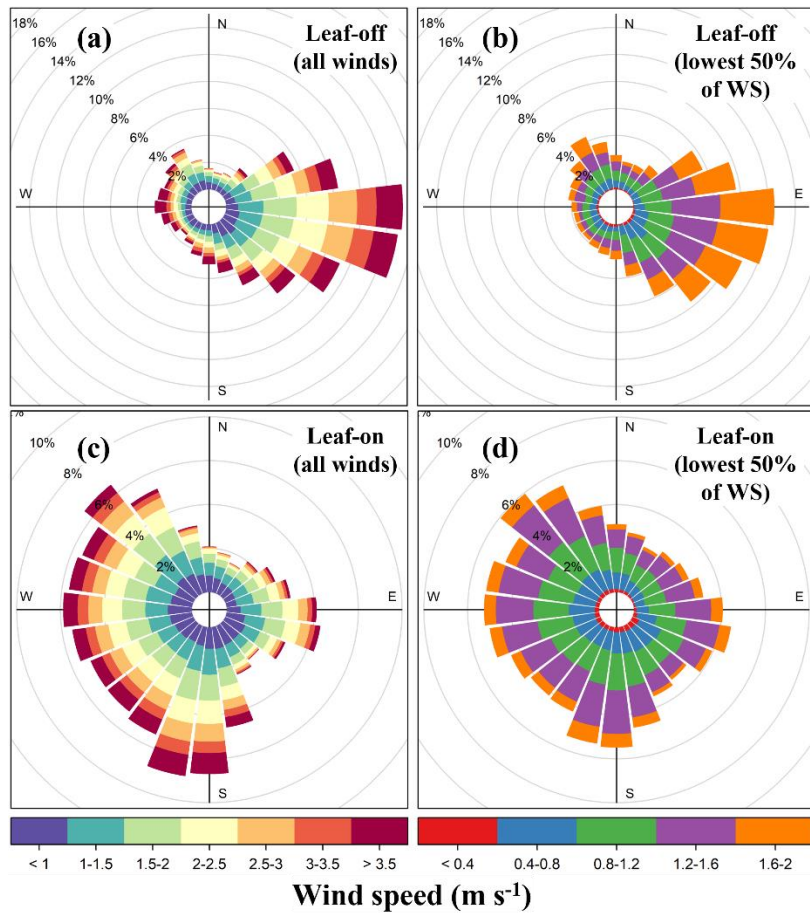 (a)
Leaf-off
(all winds)
N
18%
16%
14%
12%
10%
8%
6%
4%
2%
W
S
(b)
Leaf-off
(lowest 50%
of WS)
N
18%
16%
14%
12%
10%
8%
6%
4%
2%
W
E
S
(c)
Leaf-on
(all winds)
N
10%
8%
6%
4%
2%
W
E
S
(d)
Leaf-on
(lowest 50%
of WS)
N
10%
8%
6%
4%
2%
W
E
S
< 1 1-1.5 1.5-2 2-2.5 2.5-3 3-3.5 > 3.5
< 0.4 0.4-0.8 0.8-1.2 1.2-1.6 1.6-2
Wind speed (m s⁻¹)